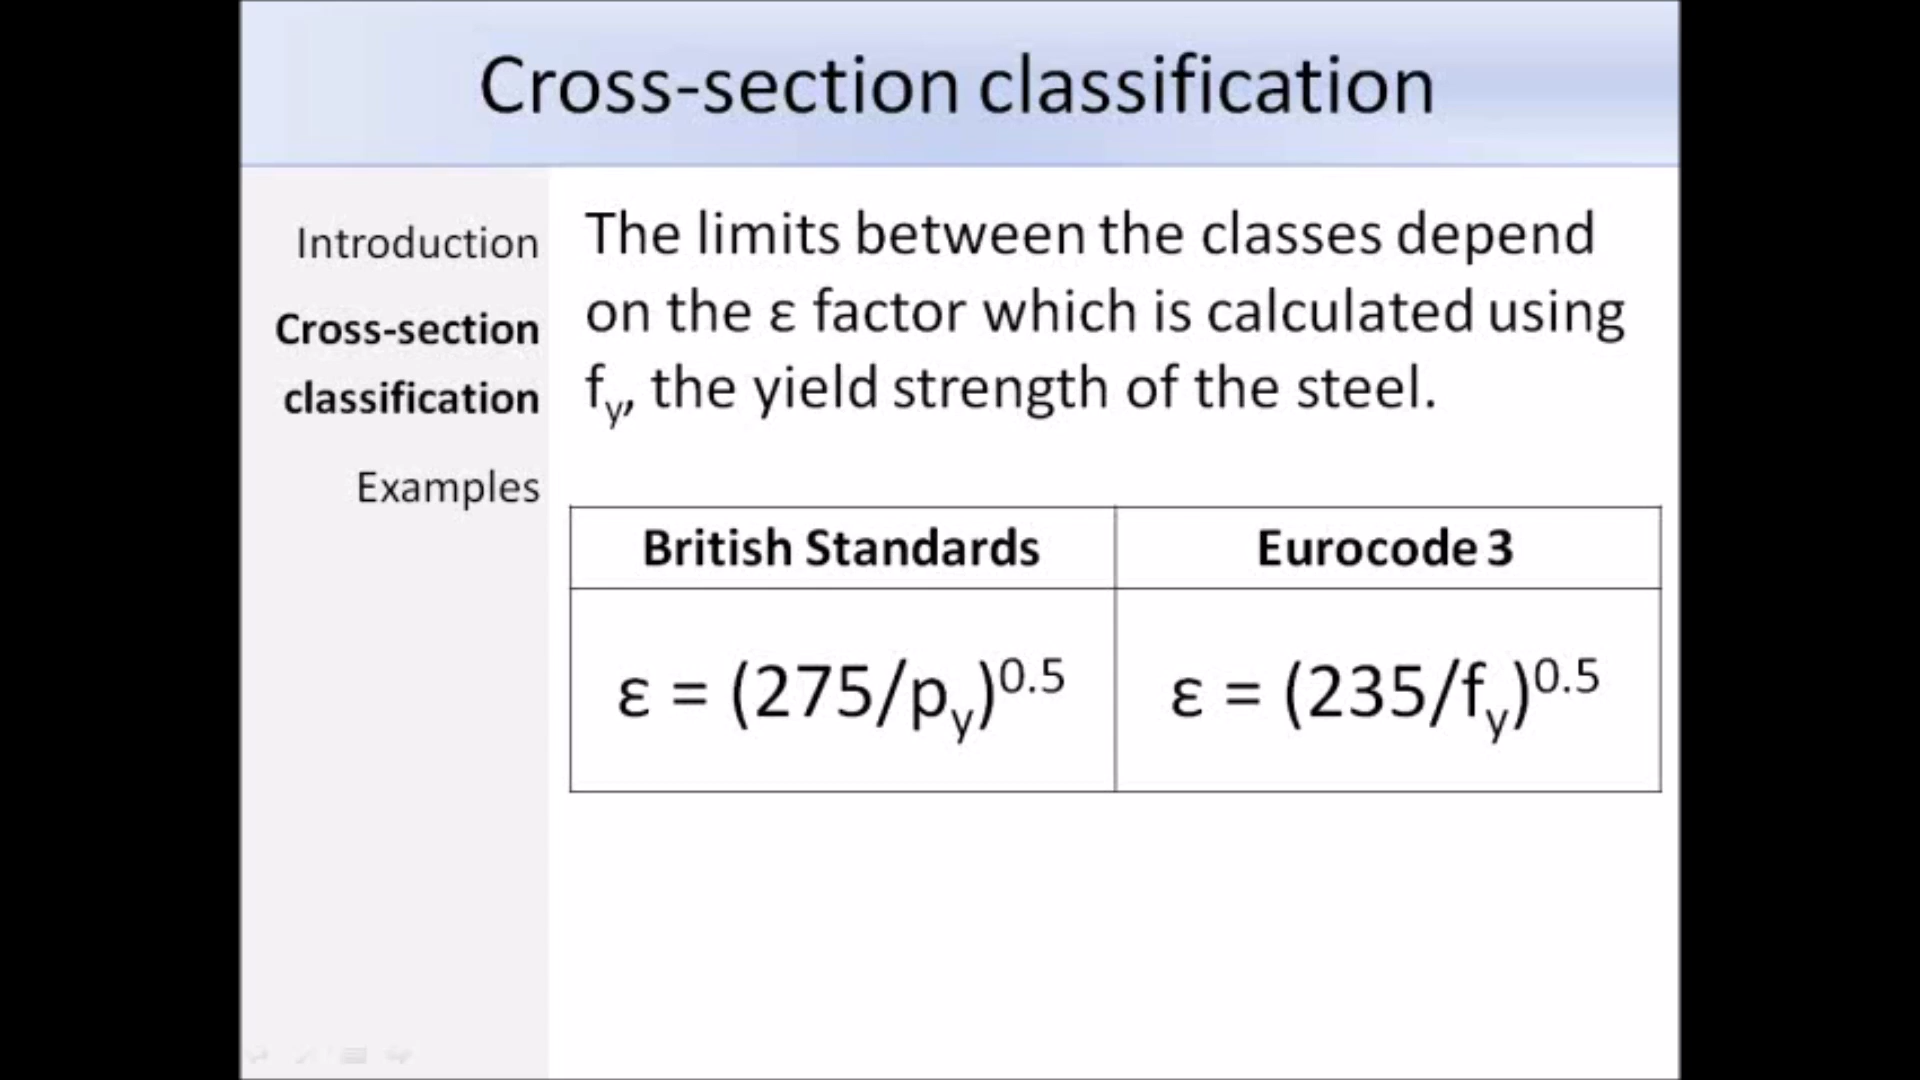 Cross-section classification
Introduction
Cross-section
classification
Examples
The limits between the classes depend
on the ε factor which is calculated using
fy, the yield strength of the steel.
British Standards
Eurocode 3
ε = (275/py)0.5
ε = (235/fy)0.5